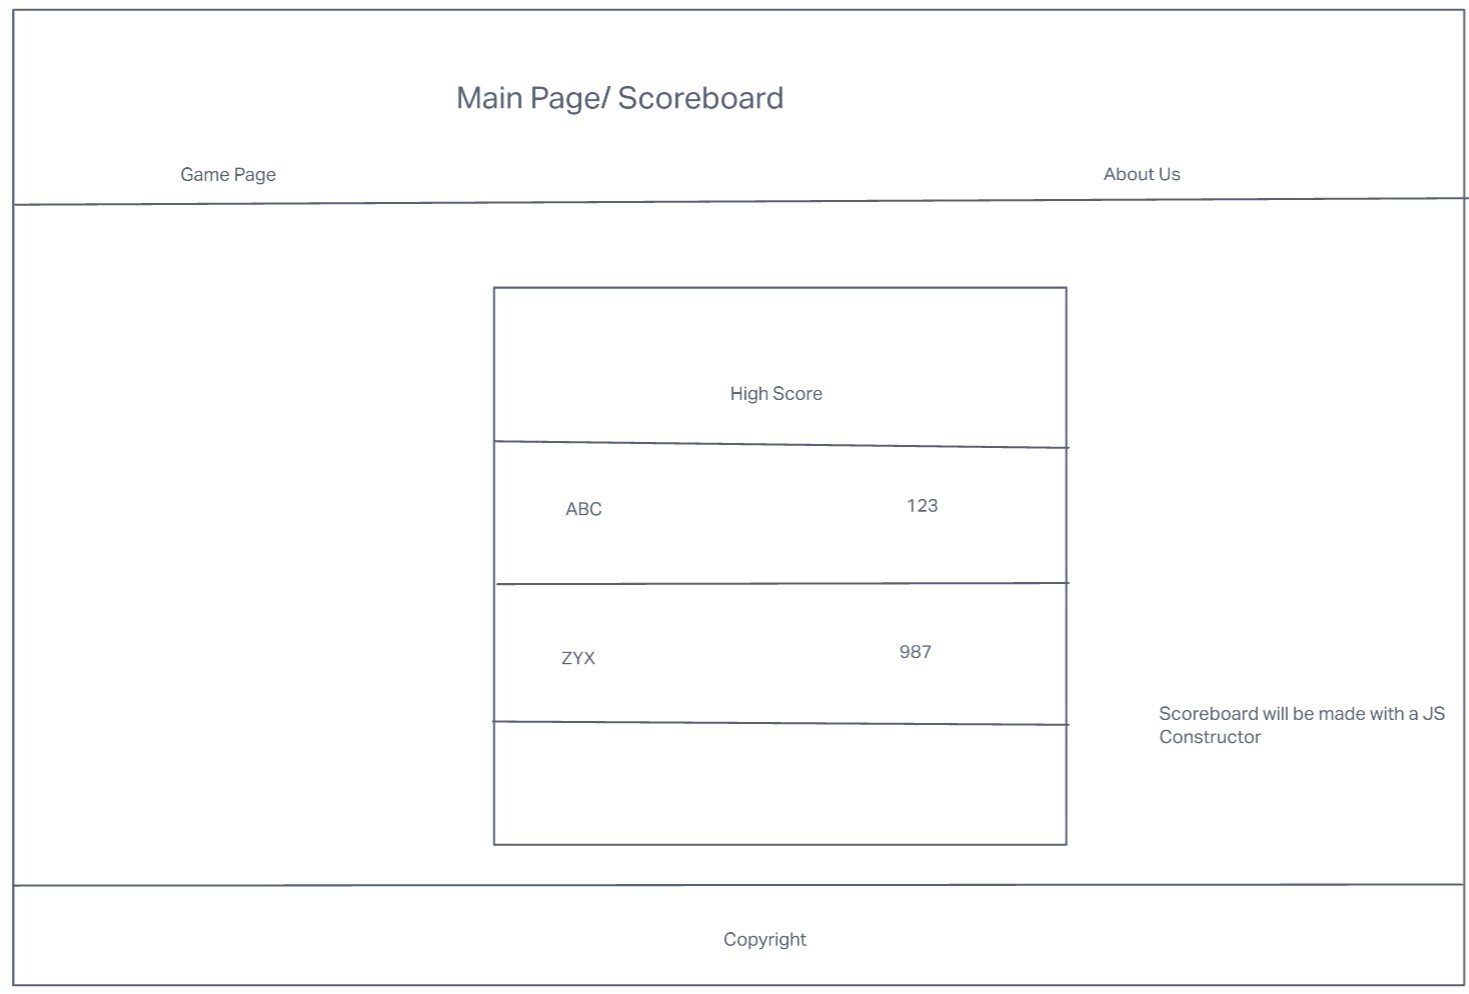 Main Page/ Scoreboard
Game Page
About Us
High Score
ABC
123
ZYX
987
Scoreboard will be made with a JS
Constructor
Copyright